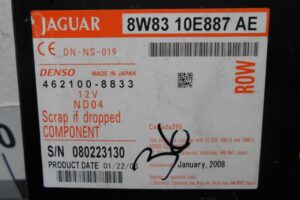 JAGUAR 8W83 10E887 AE
CE DN-NS-019
DENSO MADE IN JAPAN
462100-8833
12V
ND04
Scrap if dropped
COMPONENT
S/N 080223130
PRODUCT DATE 01/22/08
January, 2008
ROW